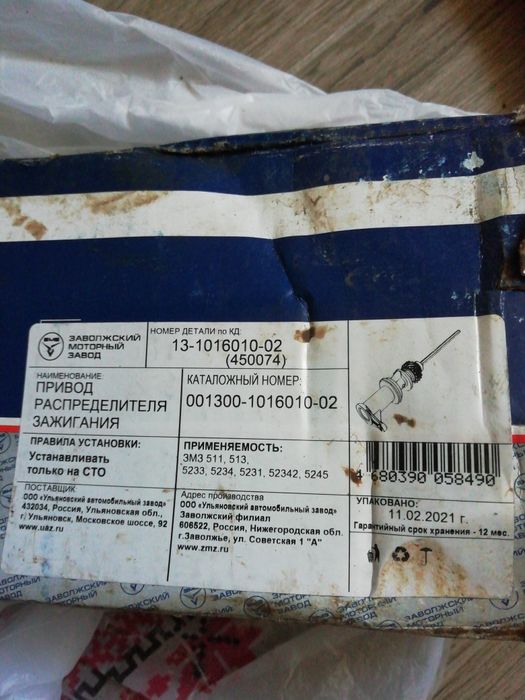 ЗАВОЛЖСКИЙ
МОТОРНЫЙ
ЗАВОД
НОМЕР ДЕТАЛИ по КД:
13-1016010-02
(450074)
НАИМЕНОВАНИЕ:
ПРИВОД
РАСПРЕДЕЛИТЕЛЯ
ЗАЖИГАНИЯ
КАТАЛОЖНЫЙ НОМЕР:
001300-1016010-02
ПРАВИЛА УСТАНОВКИ:
Устанавливать
только на СТО
ПРИМЕНЯЕМОСТЬ:
ЗМЗ 511, 513,
5233, 5234, 5231, 52342, 5245
4 680390 058490
ПОСТАВЩИК
ООО «Ульяновский автомобильный завод»
432034, Россия, Ульяновская обл.,
г. Ульяновск, Московское шоссе, 92
www.uaz.ru
Адрес производства
ООО «Ульяновский автомобильный завод»
Заволжский филиал
606522, Россия, Нижегородская обл.
г.Заволжье, ул. Советская 1 "А"
www.zmz.ru
УПАКОВАНО:
11.02.2021 г.
Гарантийный срок хранения - 12 мес.
ЗАВОЛЖСКИЙ
МОТОРНЫЙ
ЗАВОД